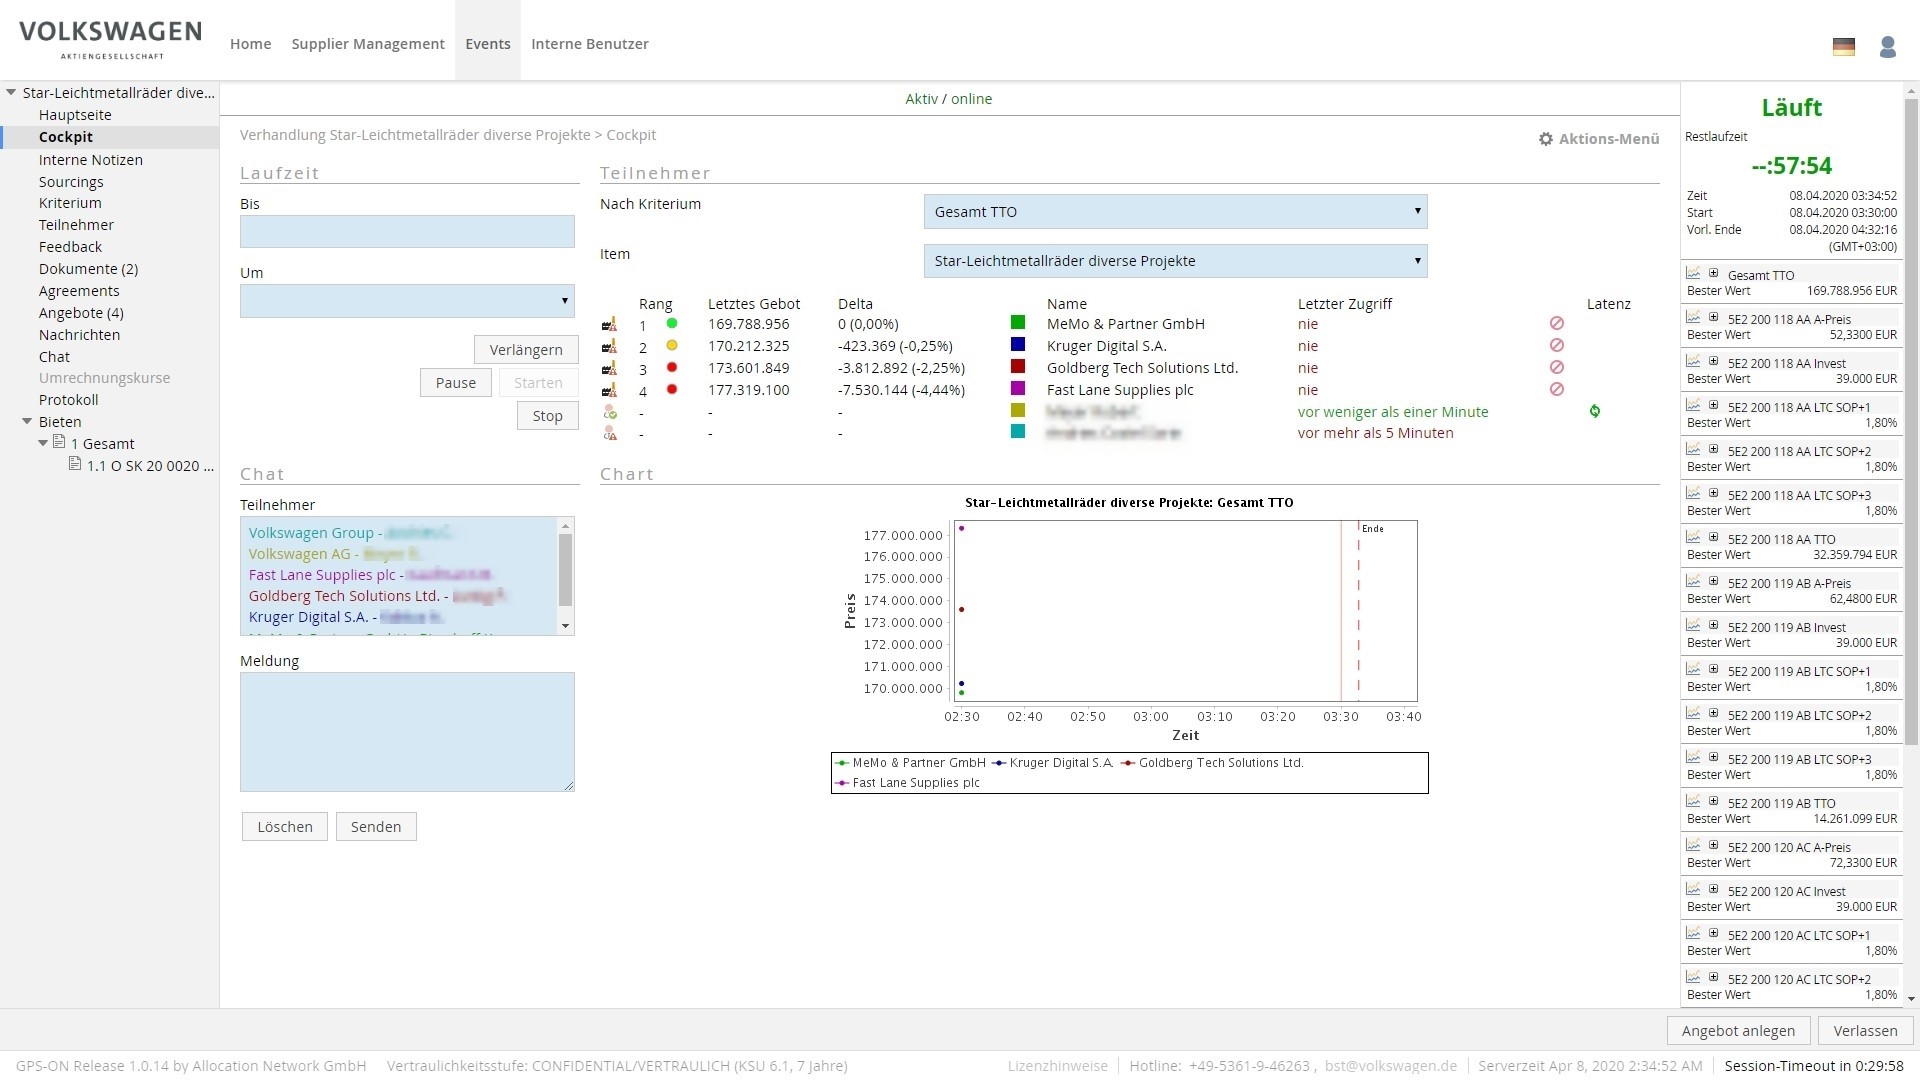 VOLKSWAGEN
AKTIENGESELLSCHAFT
Home Supplier Management Events Interne Benutzer
Star-Leichtmetallräder dive...
Hauptseite
Cockpit
Interne Notizen
Sourcings
Kriterium
Teilnehmer
Feedback
Dokumente (2)
Agreements
Angebote (4)
Nachrichten
Chat
Umrechnungskurse
Protokoll
Bieten
1 Gesamt
1.1 O SK 20 0020 ...
Aktiv / online
Verhandlung Star-Leichtmetallräder diverse Projekte > Cockpit
Aktions-Menü
Laufzeit
Bis
Um
Verlängern
Pause Starten
Stop
Teilnehmer
Nach Kriterium Gesamt TTO
Item Star-Leichtmetallräder diverse Projekte
Rang Letztes Gebot Delta Name Letzter Zugriff Latenz
1 169.788.956 0 (0,00%) MeMo & Partner GmbH nie
2 170.212.325 -423.369 (-0,25%) Kruger Digital S.A. nie
3 173.601.849 -3.812.892 (-2,25%) Goldberg Tech Solutions Ltd. nie
4 177.319.100 -7.530.144 (-4,44%) Fast Lane Supplies plc nie
- - - vor weniger als einer Minute
- - - vor mehr als 5 Minuten
Chat
Teilnehmer
Volkswagen Group -
Volkswagen AG -
Fast Lane Supplies plc -
Goldberg Tech Solutions Ltd. -
Kruger Digital S.A. -
Meldung
Löschen Senden
Chart
Star-Leichtmetallräder diverse Projekte: Gesamt TTO
Ende
177.000.000
176.000.000
175.000.000
174.000.000
173.000.000
172.000.000
171.000.000
170.000.000
Preis
02:30 02:40 02:50 03:00 03:10 03:20 03:30 03:40
Zeit
MeMo & Partner GmbH Kruger Digital S.A. Goldberg Tech Solutions Ltd.
Fast Lane Supplies plc
Läuft
Restlaufzeit
--:57:54
Zeit 08.04.2020 03:34:52
Start 08.04.2020 03:30:00
Vorl. Ende 08.04.2020 04:32:16
(GMT+03:00)
Gesamt TTO
Bester Wert 169.788.956 EUR
5E2 200 118 AA A-Preis
Bester Wert 52,3300 EUR
5E2 200 118 AA Invest
Bester Wert 39.000 EUR
5E2 200 118 AA LTC SOP+1
Bester Wert 1,80%
5E2 200 118 AA LTC SOP+2
Bester Wert 1,80%
5E2 200 118 AA LTC SOP+3
Bester Wert 1,80%
5E2 200 118 AA TTO
Bester Wert 32.359.794 EUR
5E2 200 119 AB A-Preis
Bester Wert 62,4800 EUR
5E2 200 119 AB Invest
Bester Wert 39.000 EUR
5E2 200 119 AB LTC SOP+1
Bester Wert 1,80%
5E2 200 119 AB LTC SOP+2
Bester Wert 1,80%
5E2 200 119 AB LTC SOP+3
Bester Wert 1,80%
5E2 200 119 AB TTO
Bester Wert 14.261.099 EUR
5E2 200 120 AC A-Preis
Bester Wert 72,3300 EUR
5E2 200 120 AC Invest
Bester Wert 39.000 EUR
5E2 200 120 AC LTC SOP+1
Bester Wert 1,80%
5E2 200 120 AC LTC SOP+2
Bester Wert 1,80%
Angebot anlegen Verlassen
GPS-ON Release 1.0.14 by Allocation Network GmbH Vertraulichkeitsstufe: CONFIDENTIAL/VERTRAULICH (KSU 6.1, 7 Jahre) Lizenzhinweise Hotline: +49-5361-9-46263 , bst@volkswagen.de Serverzeit Apr 8, 2020 2:34:52 AM Session-Timeout in 0:29:58